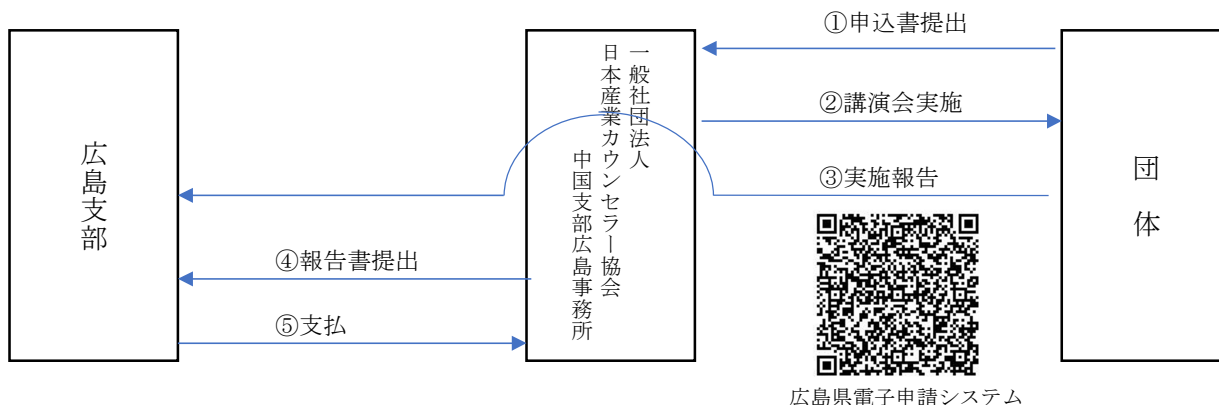 広島支部
一般社団法人
日本産業カウンセラー協会
中国支部広島事務所
団体
①申込書提出
②講演会実施
③実施報告
④報告書提出
⑤支払
広島県電子申請システム